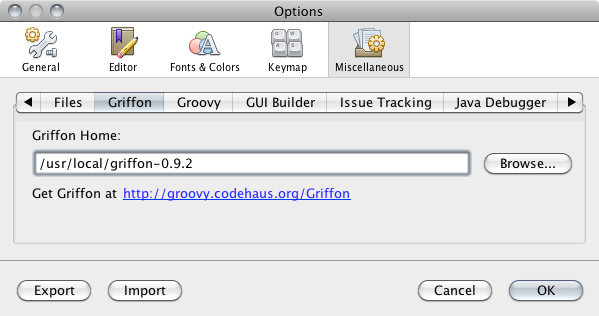 Options
General Editor Fonts & Colors Keymap Miscellaneous
Files Griffon Groovy GUI Builder Issue Tracking Java Debugger
Griffon Home:
/usr/local/griffon-0.9.2 Browse...
Get Griffon at http://groovy.codehaus.org/Griffon
Export Import Cancel OK